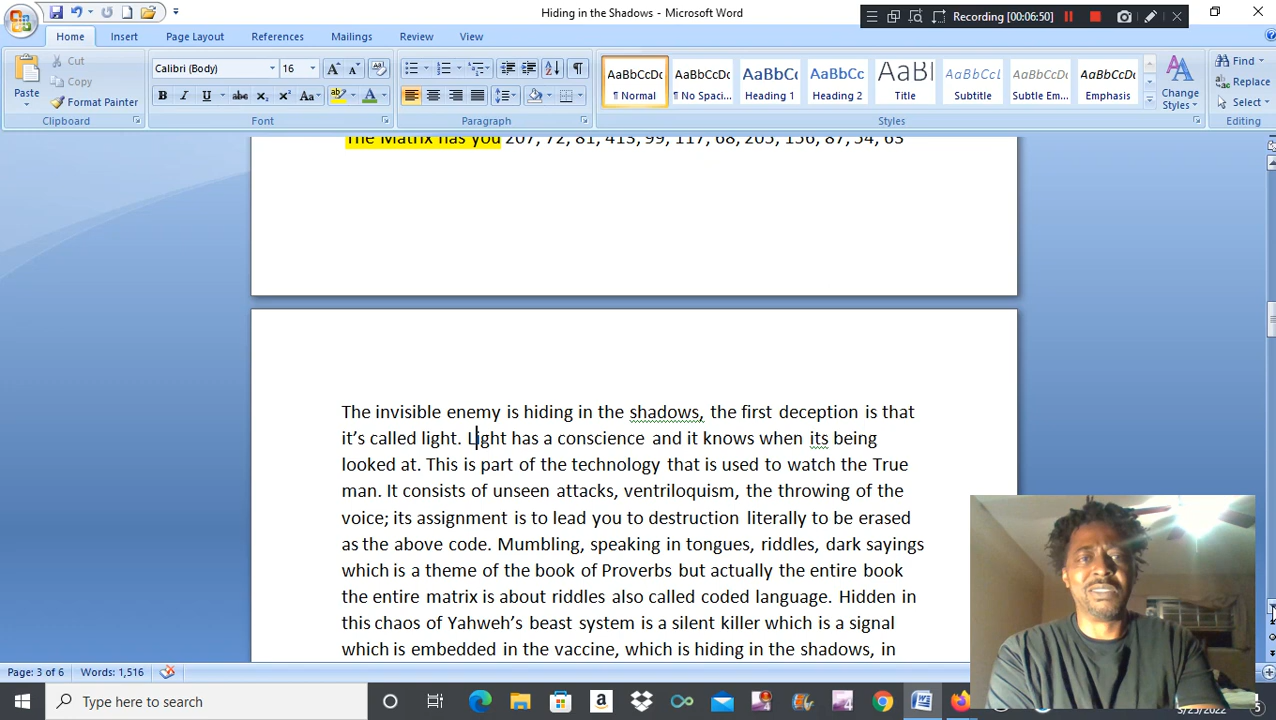 Hiding in the Shadows - Microsoft Word
Recording [00:06:50]
Home Insert Page Layout References Mailings Review View
Cut
Copy
Format Painter
Paste
Calibri (Body) 16
B I U abc x₂ x² Aa
AaBbCcDc AaBbCcDc AaBbC AaBbCc AaBl AaBbCcL AaBbCcDc AaBbCcDc
¶ Normal ¶ No Spaci... Heading 1 Heading 2 Title Subtitle Subtle Em... Emphasis
Change Styles
Find
Replace
Select
Clipboard Font Paragraph Styles Editing
The Matrix has you 207, 72, 81, 413, 99, 117, 68, 205, 156, 87, 54, 63
The invisible enemy is hiding in the shadows, the first deception is that
it's called light. Light has a conscience and it knows when its being
looked at. This is part of the technology that is used to watch the True
man. It consists of unseen attacks, ventriloquism, the throwing of the
voice; its assignment is to lead you to destruction literally to be erased
as the above code. Mumbling, speaking in tongues, riddles, dark sayings
which is a theme of the book of Proverbs but actually the entire book
the entire matrix is about riddles also called coded language. Hidden in
this chaos of Yahweh's beast system is a silent killer which is a signal
which is embedded in the vaccine, which is hiding in the shadows, in
Page: 3 of 6 Words: 1,516
Type here to search